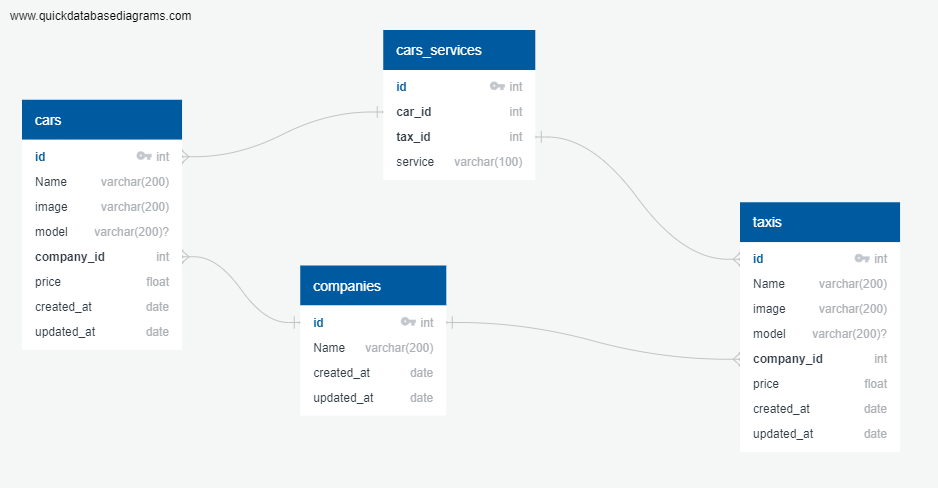 www.quickdatabasediagrams.com
cars_services
id int
car_id int
tax_id int
service varchar(100)
cars
id int
Name varchar(200)
image varchar(200)
model varchar(200)?
company_id int
price float
created_at date
updated_at date
companies
id int
Name varchar(200)
created_at date
updated_at date
taxis
id int
Name varchar(200)
image varchar(200)
model varchar(200)?
company_id int
price float
created_at date
updated_at date